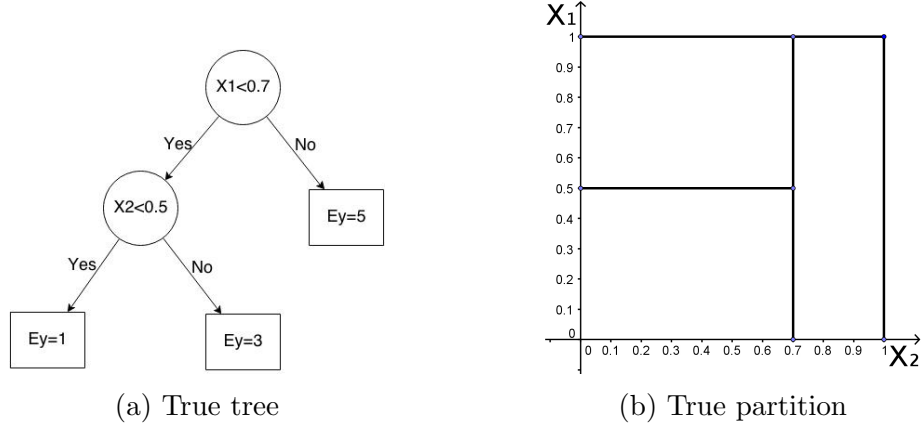 X1<0.7
Yes
No
X2<0.5
Ey=5
Yes
No
Ey=1
Ey=3
(a) True tree
X1
1
0.9
0.8
0.7
0.6
0.5
0.4
0.3
0.2
0.1
0
0 0.1 0.2 0.3 0.4 0.5 0.6 0.7 0.8 0.9 1
X2
(b) True partition